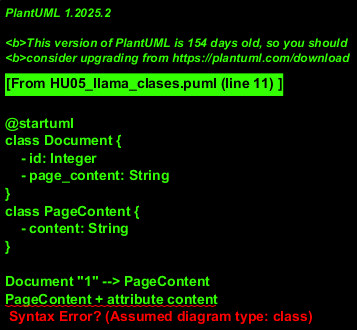 PlantUML 1.2025.2
<b>This version of PlantUML is 154 days old, so you should
<b>consider upgrading from https://plantuml.com/download
[From HU05_llama_clases.puml (line 11) ]
@startuml
class Document {
- id: Integer
- page_content: String
}
class PageContent {
- content: String
}
Document "1" --> PageContent
PageContent + attribute content
Syntax Error? (Assumed diagram type: class)